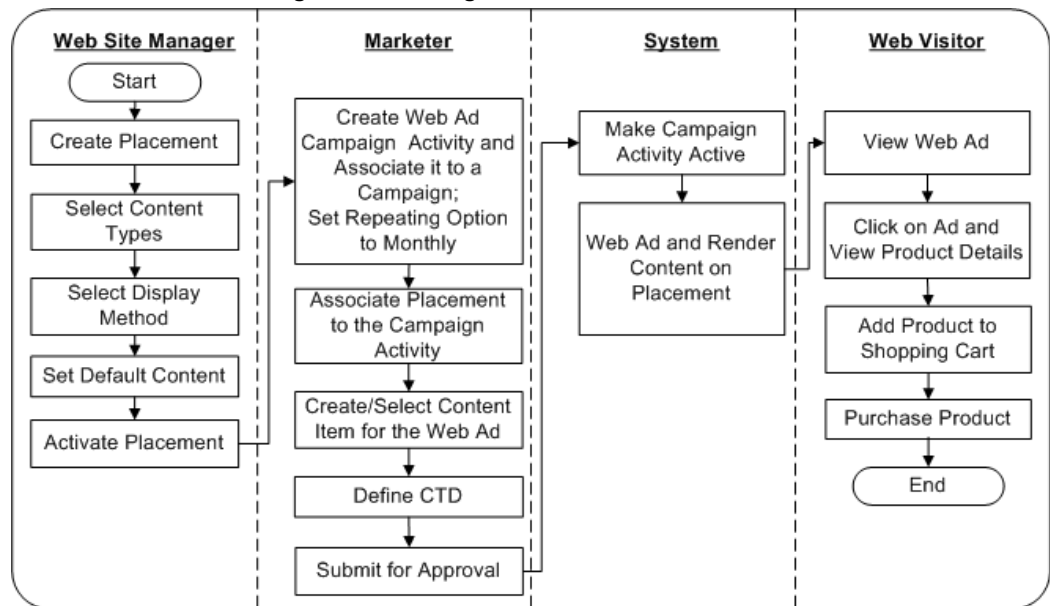 Web Site Manager
Start
Create Placement
Select Content
Types
Select Display
Method
Set Default Content
Activate Placement
Marketer
Create Web Ad
Campaign Activity and
Associate it to a
Campaign;
Set Repeating Option
to Monthly
Associate Placement
to the Campaign
Activity
Create/Select Content
Item for the Web Ad
Define CTD
Submit for Approval
System
Make Campaign
Activity Active
Web Ad and Render
Content on
Placement
Web Visitor
View Web Ad
Click on Ad and
View Product Details
Add Product to
Shopping Cart
Purchase Product
End